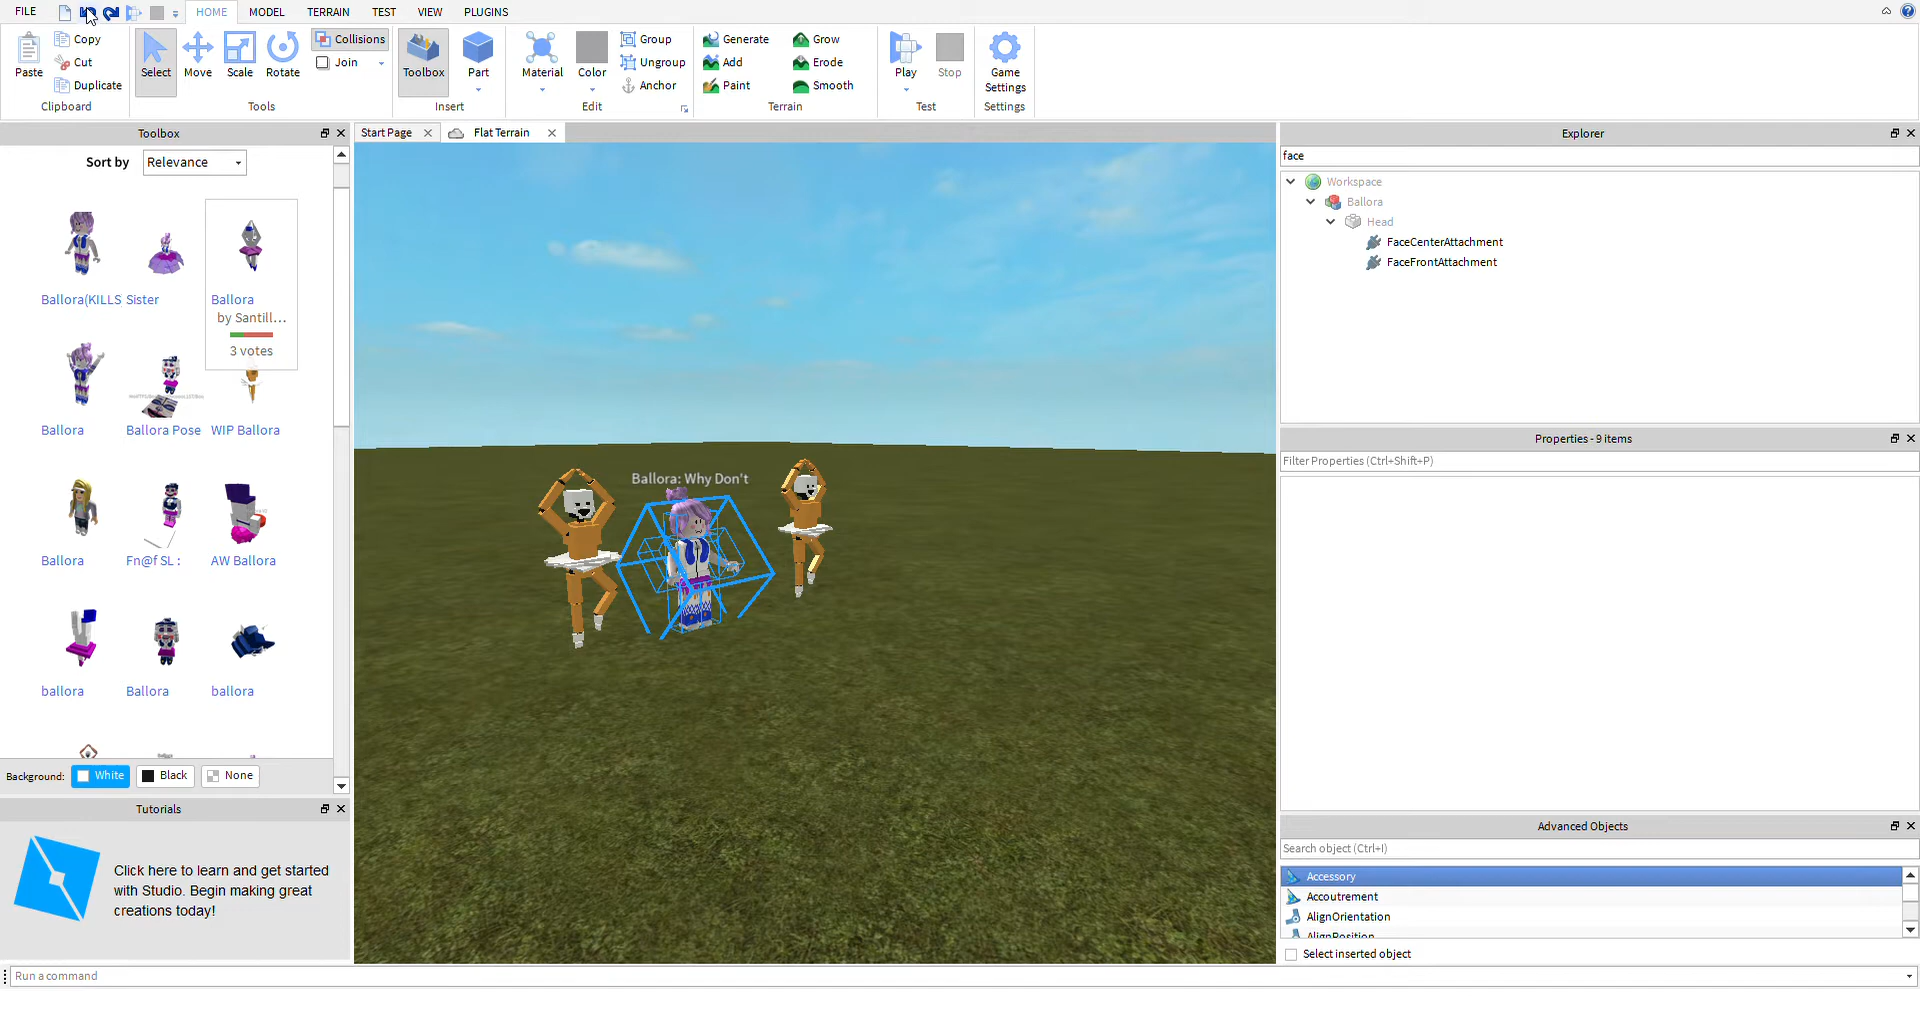 FILE
HOME
MODEL
TERRAIN
TEST
VIEW
PLUGINS
Paste
Copy
Cut
Duplicate
Clipboard
Select
Move
Scale
Rotate
Collisions
Join
Tools
Toolbox
Part
Insert
Material
Color
Group
Ungroup
Anchor
Edit
Generate
Add
Paint
Grow
Erode
Smooth
Terrain
Play
Stop
Test
Game
Settings
Settings
Toolbox
Sort by
Relevance
Ballora(KILLS
Sister
Ballora
by Santill...
3 votes
Ballora
Ballora Pose
WIP Ballora
Ballora
Fn@f SL :
AW Ballora
ballora
Ballora
ballora
Background:
White
Black
None
Tutorials
Click here to learn and get started
with Studio. Begin making great
creations today!
Start Page
Flat Terrain
Ballora: Why Don't
Explorer
face
Workspace
Ballora
Head
FaceCenterAttachment
FaceFrontAttachment
Properties - 9 items
Filter Properties (Ctrl+Shift+P)
Advanced Objects
Search object (Ctrl+I)
Accessory
Accoutrement
AlignOrientation
AlignPosition
Select inserted object
Run a command